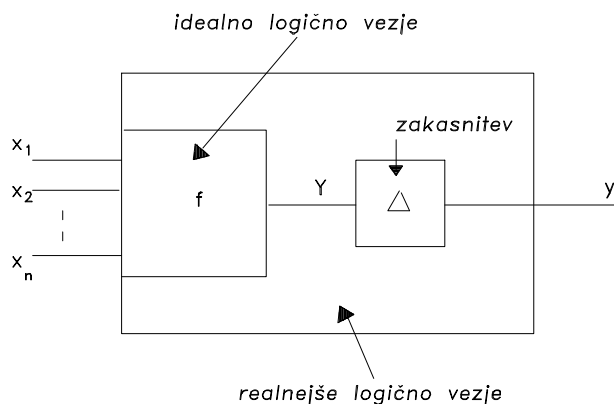 idealno logično vezje
zakasnitev
x1
x2
xn
f
Y
△
y
realnejše logično vezje